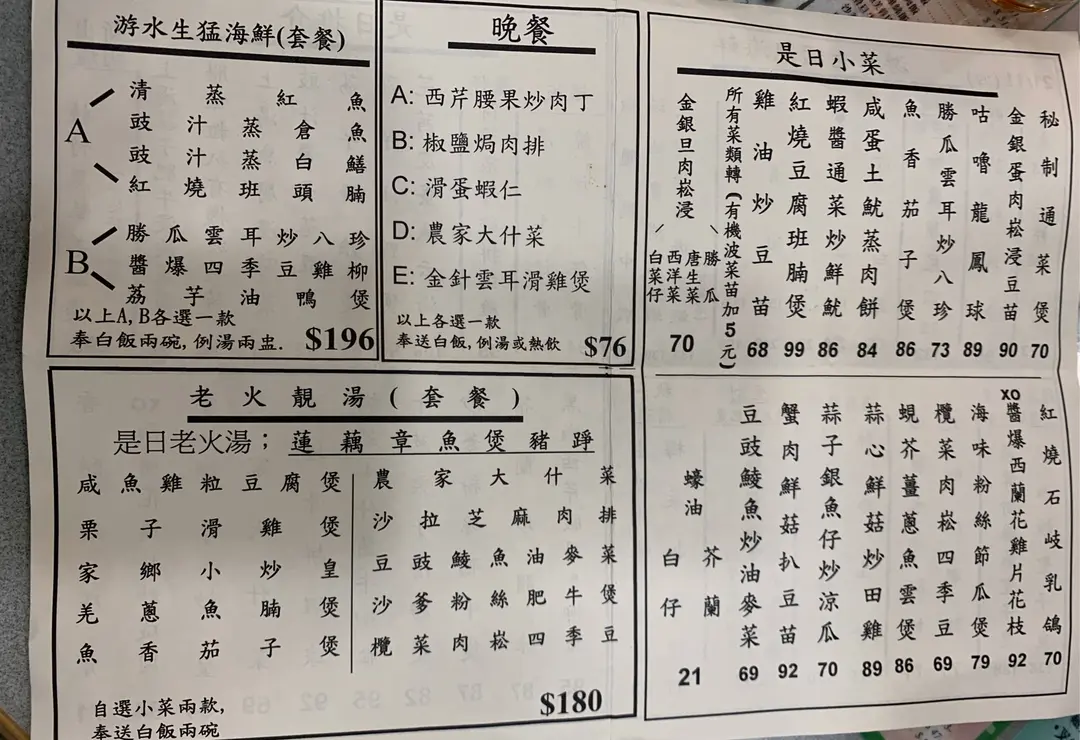 游水生猛海鮮(套餐)
A
清蒸紅魚
豉汁蒸倉魚
豉汁蒸白鱔
紅燒班頭腩
B
勝瓜雲耳炒八珍
醬爆四季豆雞柳
荔芋油鴨煲
以上A,B各選一款
奉白飯兩碗,例湯兩盅.
$196
晚餐
A: 西芹腰果炒肉丁
B: 椒鹽焗肉排
C: 滑蛋蝦仁
D: 農家大什菜
E: 金針雲耳滑雞煲
以上各選一款
奉送白飯,例湯或熱飲
$76
是日小菜
秘制通菜煲
70
金銀蛋肉崧浸豆苗
90
咕嚕龍鳳球
89
勝瓜雲耳炒八珍
73
魚香茄子煲
86
咸蛋土魷蒸肉餅
84
蝦醬通菜炒鮮魷
86
紅燒豆腐班腩煲
99
雞油炒豆苗
68
所有菜類轉(有機波菜苗加5元)
金銀旦肉崧浸
勝瓜
唐生菜
西洋菜
白菜仔
70
紅燒石岐乳鴿
70
XO醬爆西蘭花雞片花枝
92
海味粉絲節瓜煲
79
欖菜肉崧四季豆
69
蜆芥薑蔥魚雲煲
86
蒜心鮮菇炒田雞
89
蒜子銀魚仔炒涼瓜
70
蟹肉鮮菇扒豆苗
92
豆豉鯪魚炒油麥菜
69
蠔油
芥蘭
白仔
21
老火靚湯(套餐)
是日老火湯; 蓮藕章魚煲豬踭
咸魚雞粒豆腐煲
栗子滑雞煲
家鄉小炒皇
羌蔥魚腩煲
魚香茄子煲
農家大什菜
沙拉芝麻肉排
豆豉鯪魚油麥菜
沙爹粉絲肥牛煲
欖菜肉崧四季豆
自選小菜兩款,
奉送白飯兩碗
$180